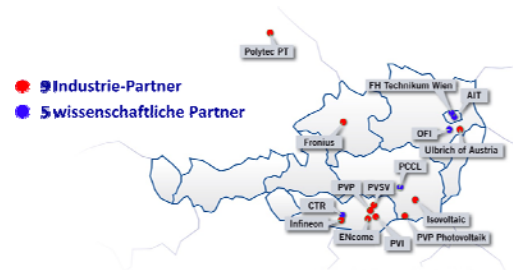 Polytec PT
9 Industrie-Partner
5 wissenschaftliche Partner
FH Technikum Wien
AIT
OFI
Ulbrich of Austria
Fronius
PCCL
PVP
PVSV
CTR
Infineon
Isovoltaic
ENcome
PVI
PVP Photovoltaik